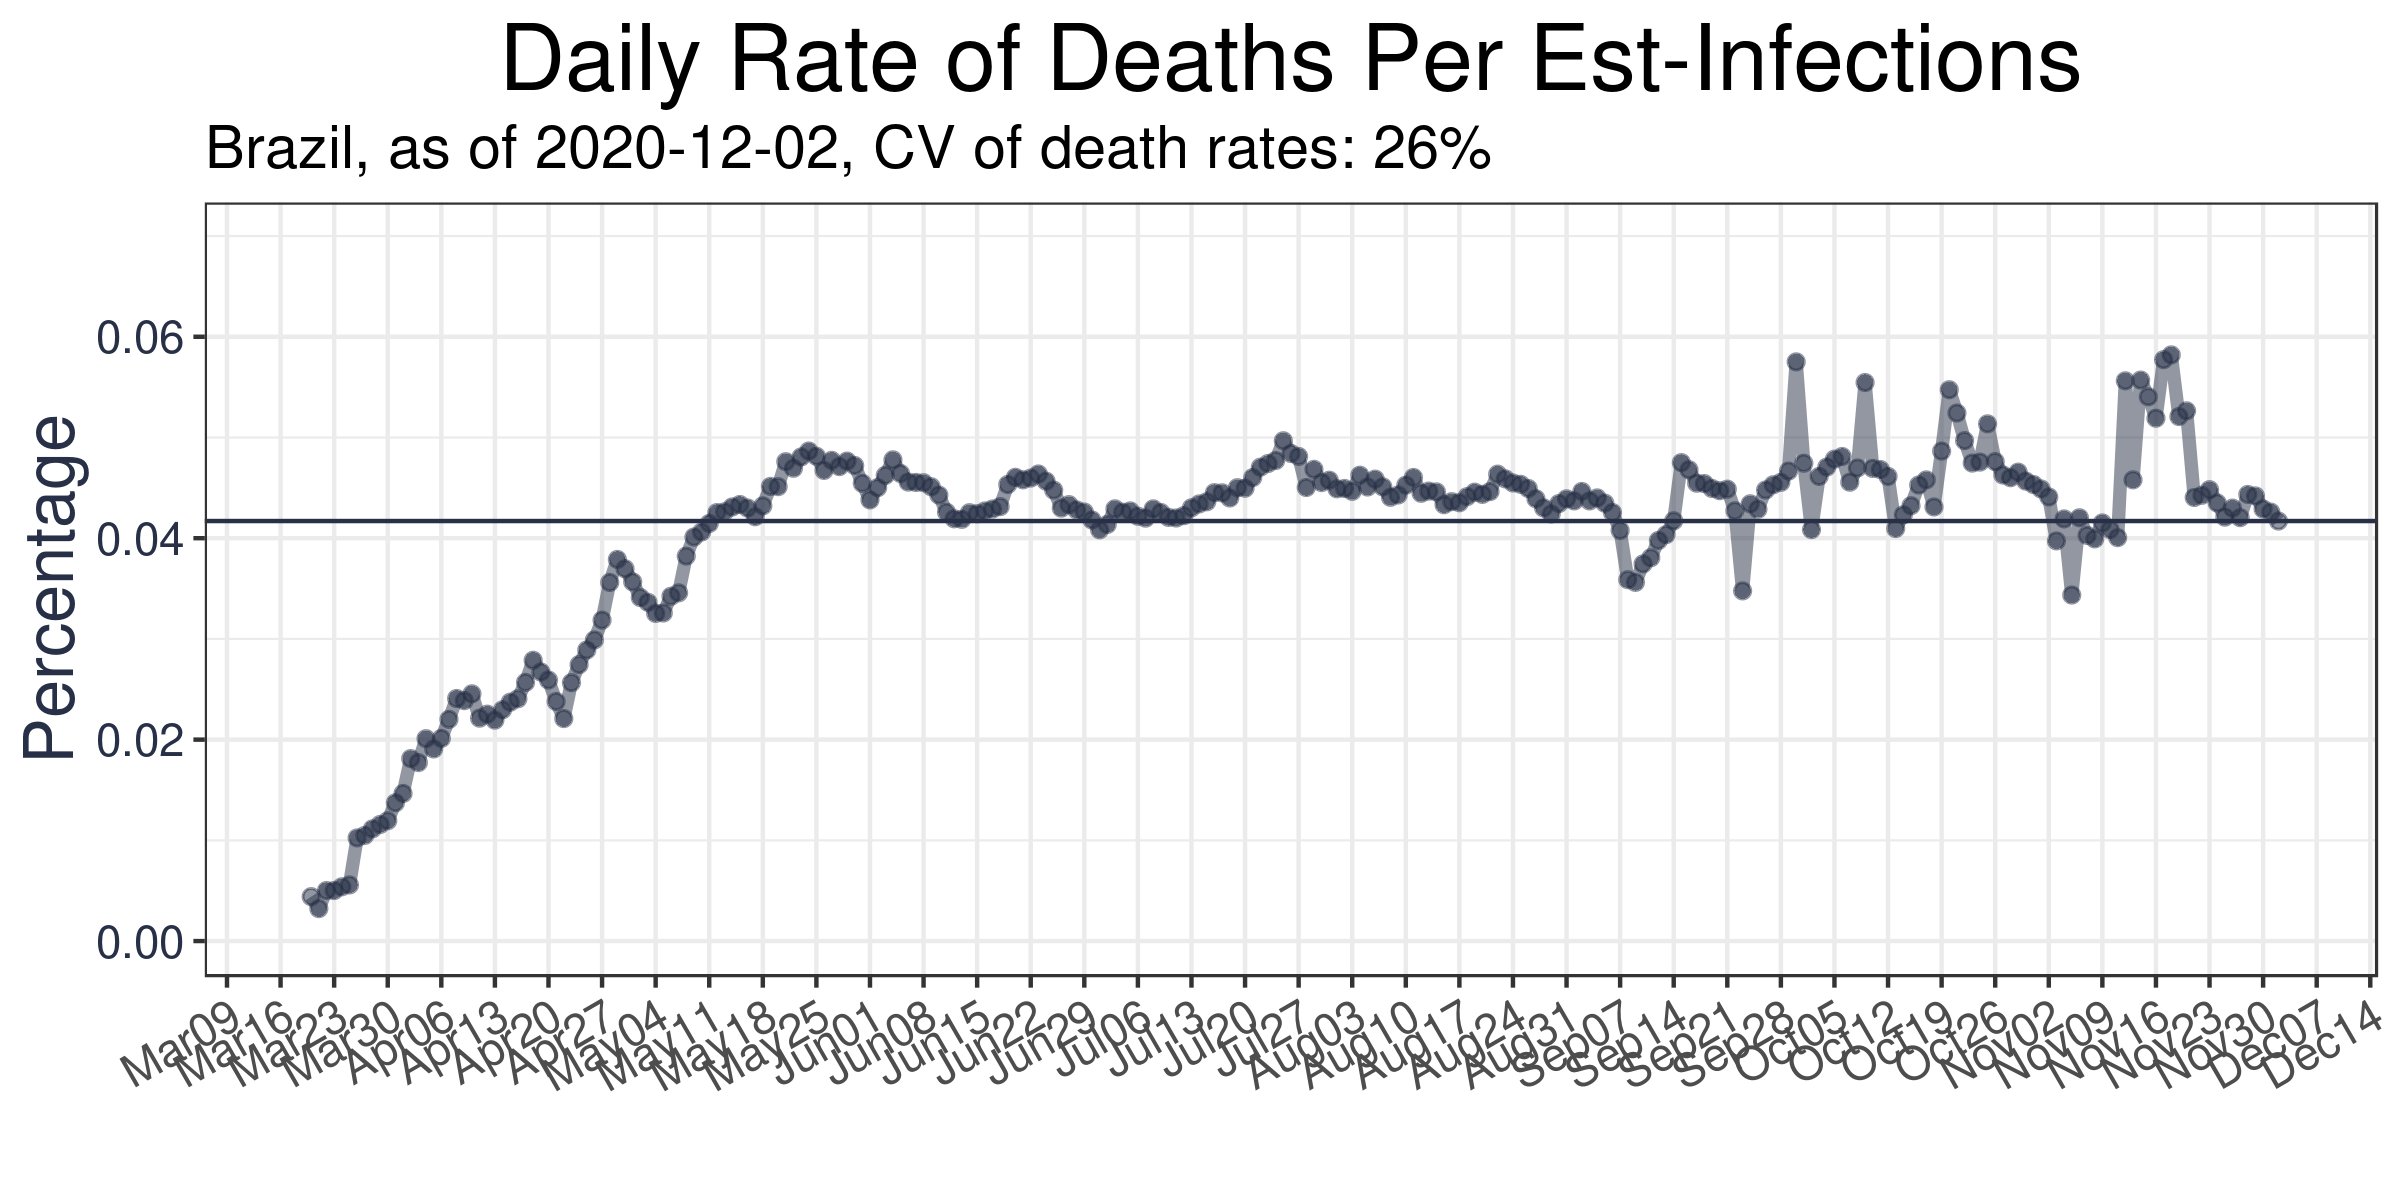 Daily Rate of Deaths Per Est-Infections
Brazil, as of 2020-12-02, CV of death rates: 26%
Percentage
0.06
0.04
0.02
0.00
Mar09
Mar16
Mar23
Mar30
Apr06
Apr13
Apr20
Apr27
May04
May11
May18
May25
Jun01
Jun08
Jun15
Jun22
Jun29
Jul06
Jul13
Jul20
Jul27
Aug03
Aug10
Aug17
Aug24
Aug31
Sep07
Sep14
Sep21
Sep28
Oct05
Oct12
Oct19
Oct26
Nov02
Nov09
Nov16
Nov23
Nov30
Dec07
Dec14